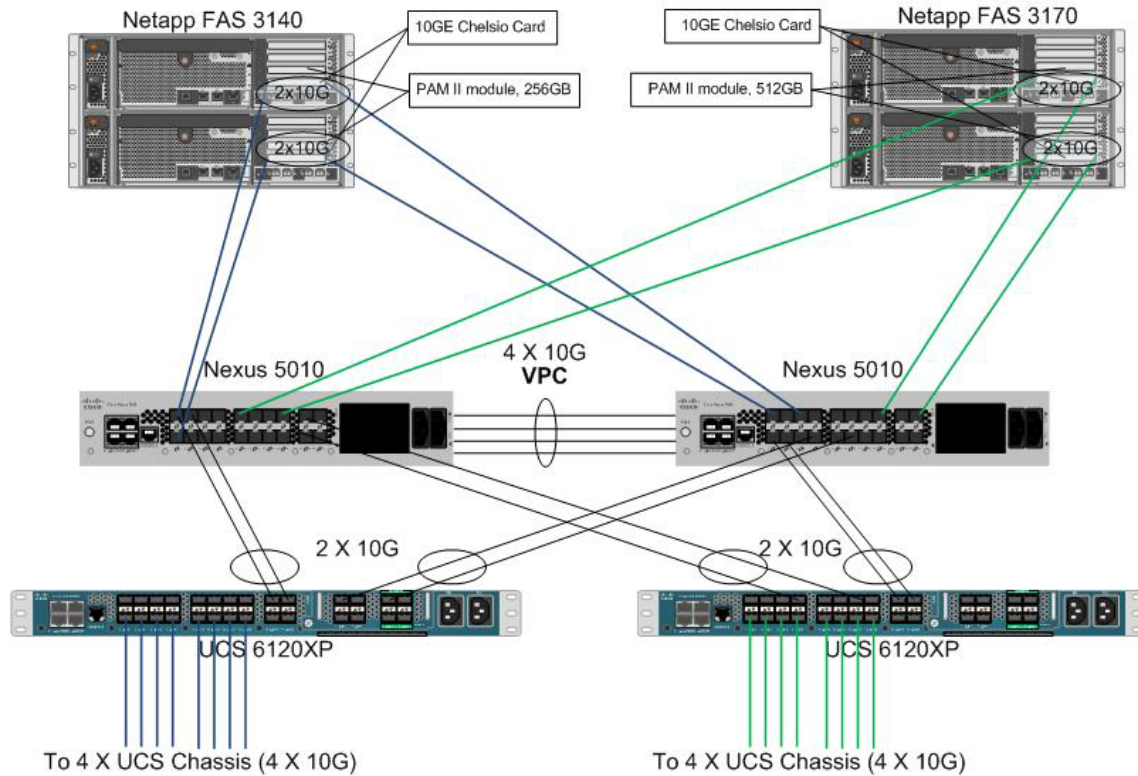 Netapp FAS 3140
Netapp FAS 3170
10GE Chelsio Card
10GE Chelsio Card
PAM II module, 256GB
PAM II module, 512GB
2x10G
2x10G
2x10G
2x10G
4 X 10G
VPC
Nexus 5010
Nexus 5010
CISCO
CISCO
2 X 10G
2 X 10G
UCS 6120XP
UCS 6120XP
To 4 X UCS Chassis (4 X 10G)
To 4 X UCS Chassis (4 X 10G)